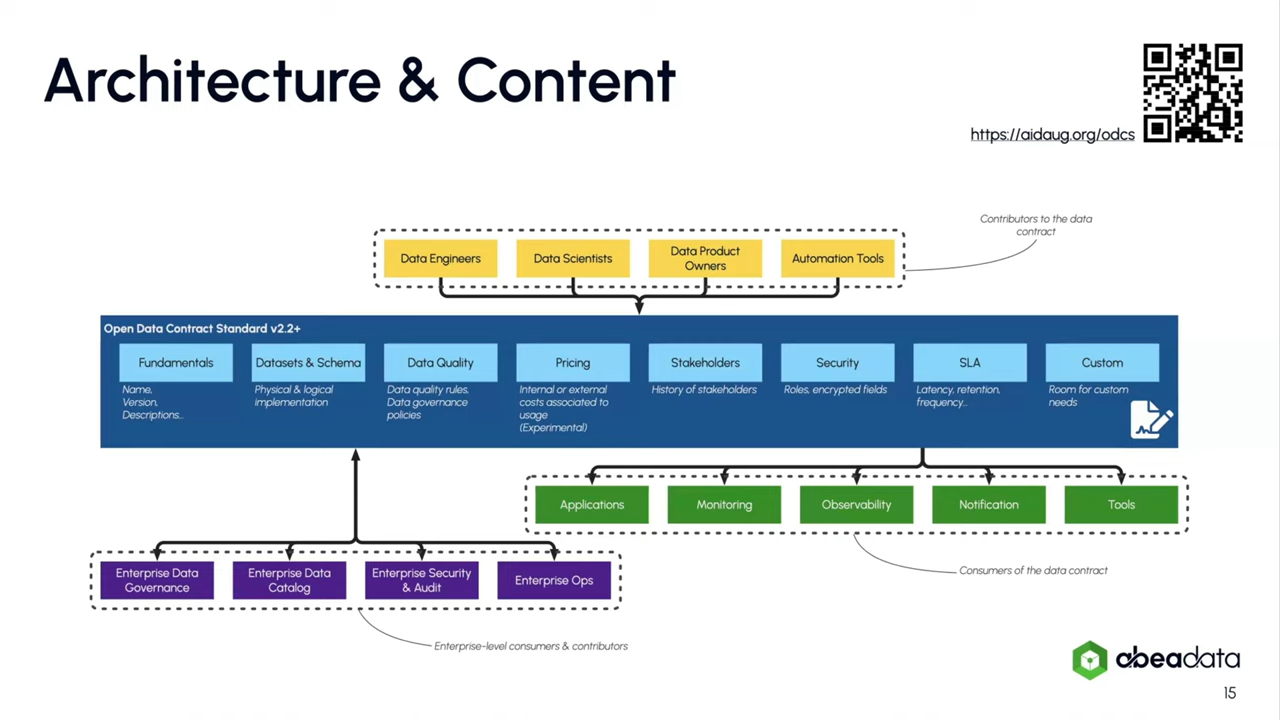 Architecture & Content
https://aidaug.org/odcs
Contributors to the data
contract
Data Engineers
Data Scientists
Data Product
Owners
Automation Tools
Open Data Contract Standard v2.2+
Fundamentals
Name,
Version,
Descriptions...
Datasets & Schema
Physical & logical
implementation
Data Quality
Data quality rules,
Data governance
policies
Pricing
Internal or external
costs associated to
usage
(Experimental)
Stakeholders
History of stakeholders
Security
Roles, encrypted fields
SLA
Latency, retention,
frequency...
Custom
Room for custom
needs
Applications
Monitoring
Observability
Notification
Tools
Consumers of the data contract
Enterprise Data
Governance
Enterprise Data
Catalog
Enterprise Security
& Audit
Enterprise Ops
Enterprise-level consumers & contributors
abeadata
15